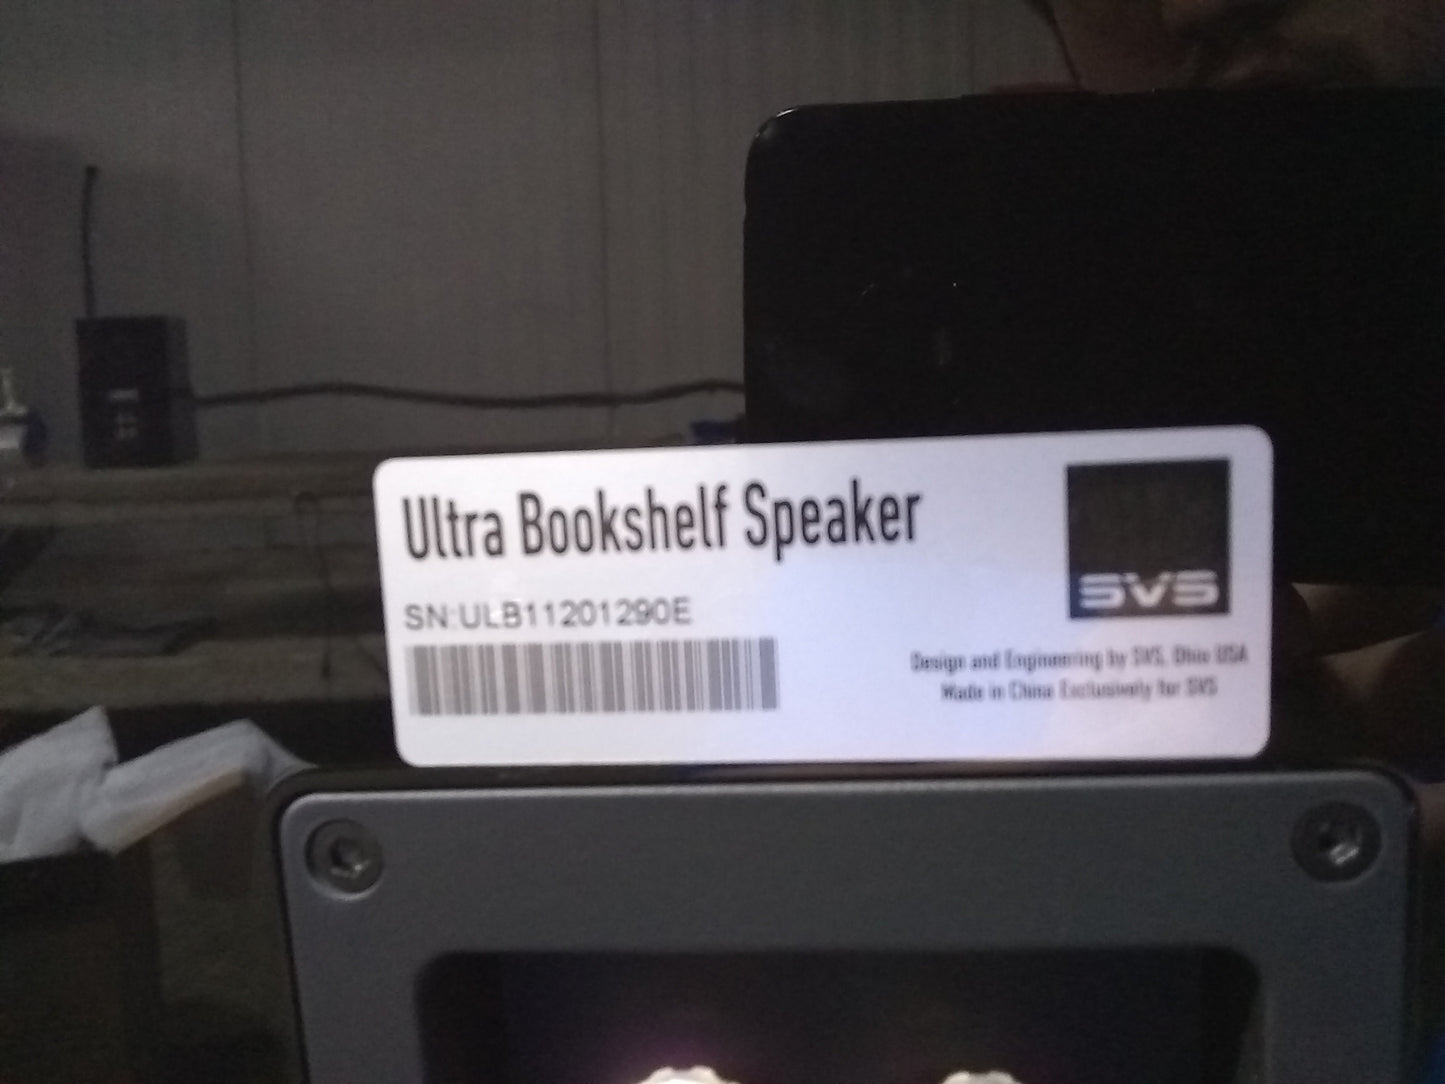 Ultra Bookshelf Speaker
SVS
SN:ULB11201290E
Design and Engineering by SVS, Ohio USA
Made in China Exclusively for SVS